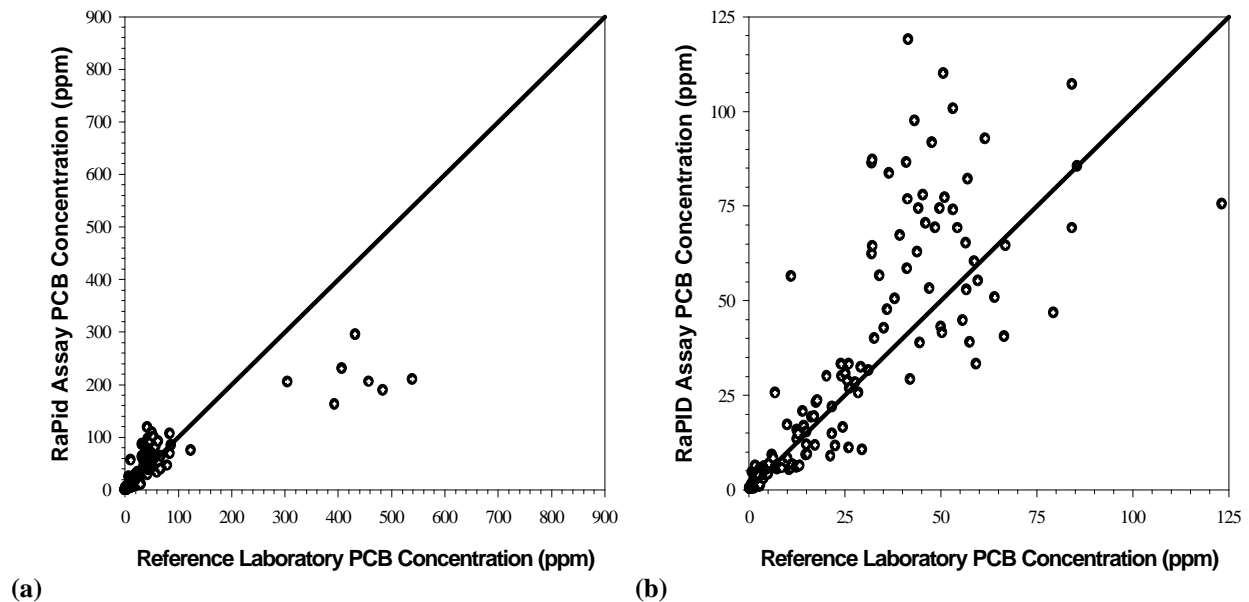 900
800
700
600
500
400
300
200
100
0
0 100 200 300 400 500 600 700 800 900
RaPid Assay PCB Concentration (ppm)
Reference Laboratory PCB Concentration (ppm)
(a)
125
100
75
50
25
0
0 25 50 75 100 125
RaPID Assay PCB Concentration (ppm)
Reference Laboratory PCB Concentration (ppm)
(b)